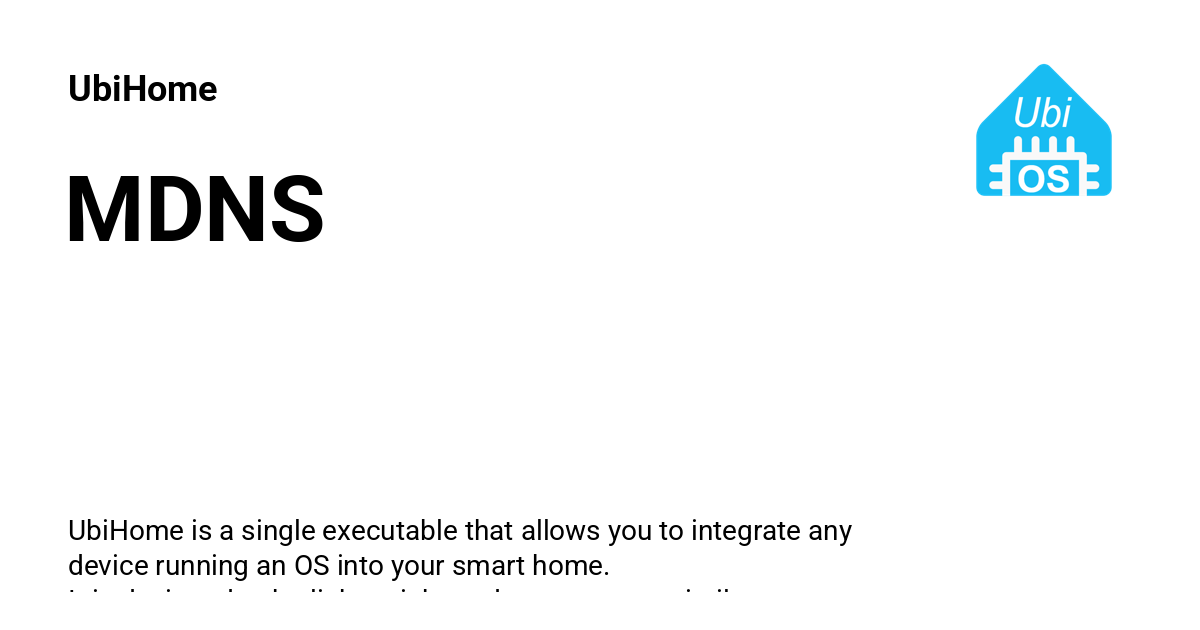 UbiHome
Ubi
OS
MDNS
UbiHome is a single executable that allows you to integrate any
device running an OS into your smart home.